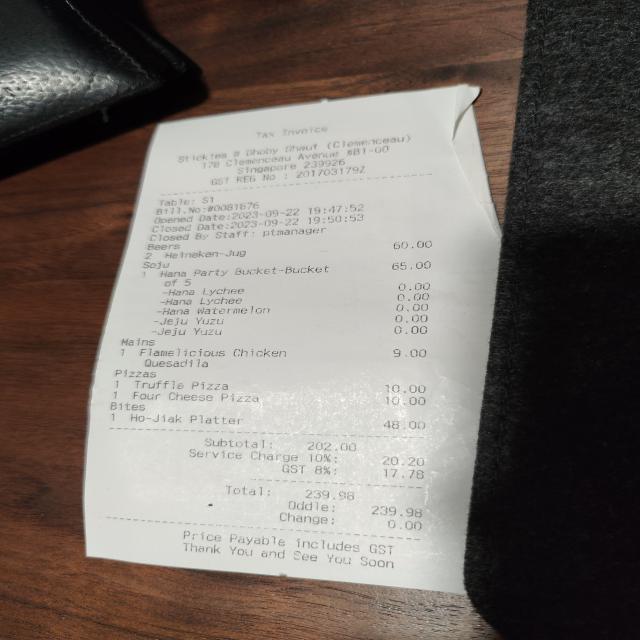 Tax Invoice
Stickies @ Dhoby Ghaut (Clemenceau)
178 Clemenceau Avenue #01-00
Singapore 239926
GST REG No : 201703179Z
Table: S1
Bill.No:#0081676
Opened Date:2023-09-22 19:47:52
Closed Date:2023-09-22 19:50:53
Closed By Staff: ptmanager
Beers
2 Heineken-Jug 60.00
Soju
1 Hana Party Bucket-Bucket 65.00
of 5
-Hana Lychee 0.00
-Hana Lychee 0.00
-Hana Watermelon 0.00
-Jeju Yuzu 0.00
-Jeju Yuzu 0.00
Mains
1 Flamelicious Chicken 9.00
Quesadila
Pizzas
1 Truffle Pizza 10.00
1 Four Cheese Pizza 10.00
Bites
1 Ho-Jiak Platter 48.00
Subtotal: 202.00
Service Charge 10%: 20.20
GST 8%: 17.78
Total: 239.98
Oddle: 239.98
Change: 0.00
Price Payable includes GST
Thank You and See You Soon